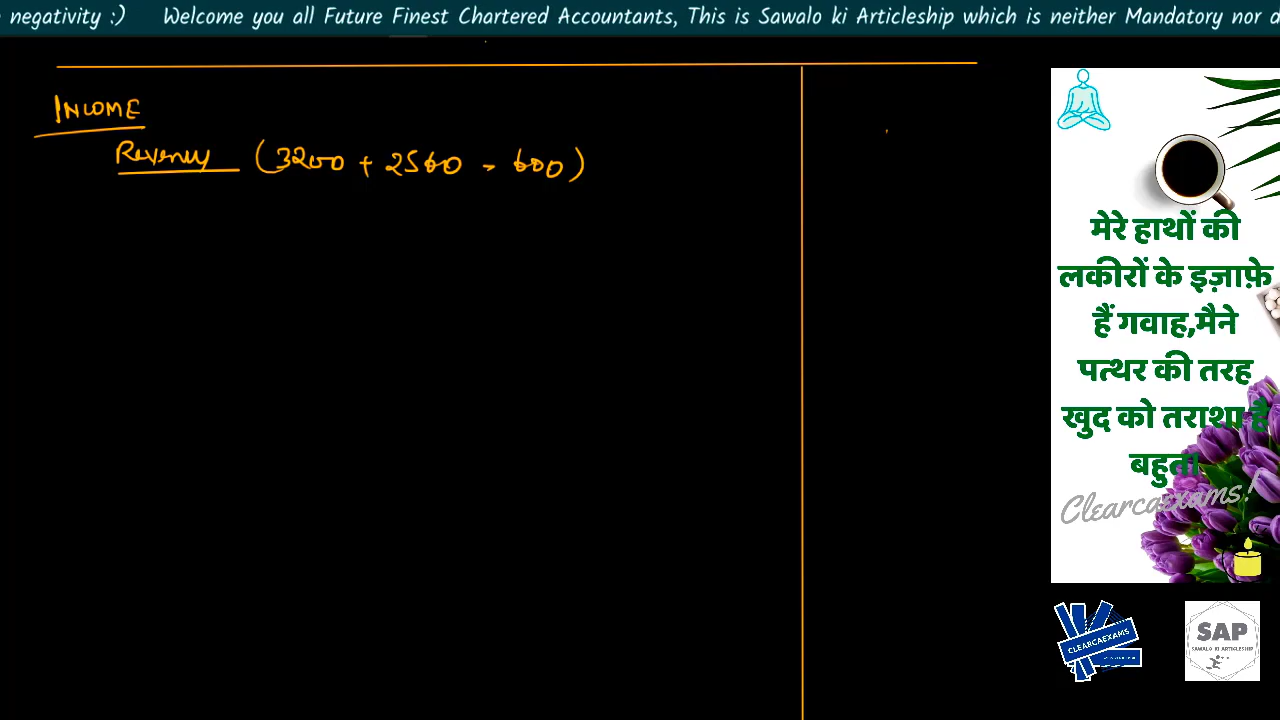 negativity :) Welcome you all Future Finest Chartered Accountants, This is Sawalo ki Articleship which is neither Mandatory nor d
INCOME
Revenue (3200 + 2560 - 600)
मेरे हाथों की
लकीरों के इज़ाफ़े
हैं गवाह,मैने
पत्थर की तरह
खुद को तराशा है
बहुत।
Clearcaexams!
CLEARCAEXAMS
SAP
SAWALO KI ARTICLESHIP